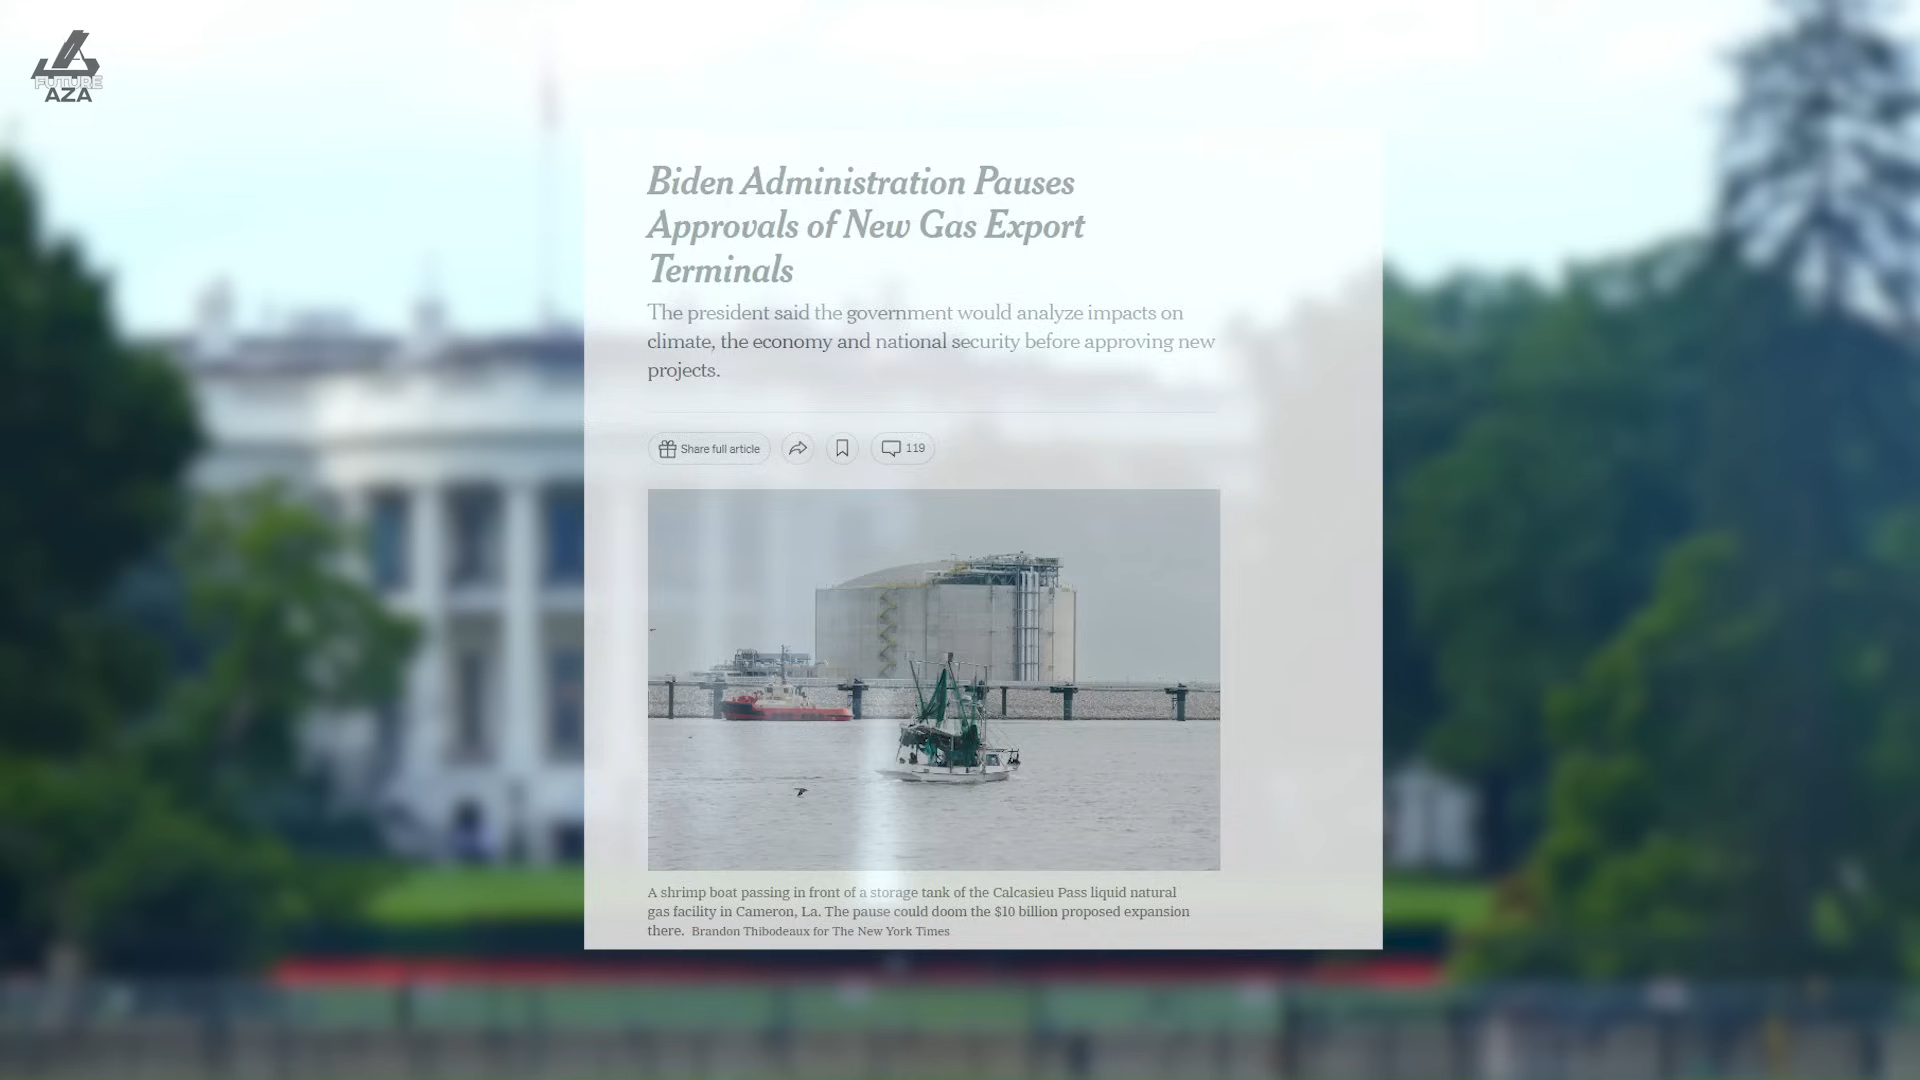 FUTURE
AZA
Biden Administration Pauses
Approvals of New Gas Export
Terminals
The president said the government would analyze impacts on
climate, the economy and national security before approving new
projects.
Share full article
119
A shrimp boat passing in front of a storage tank of the Calcasieu Pass liquid natural
gas facility in Cameron, La. The pause could doom the $10 billion proposed expansion
there. Brandon Thibodeaux for The New York Times